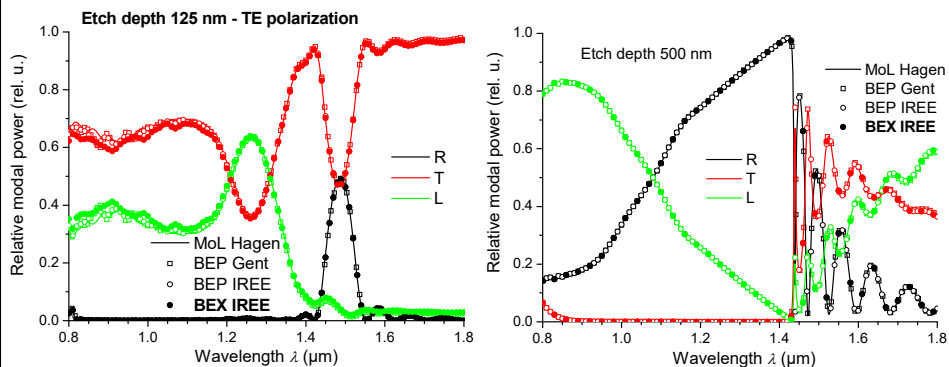 Etch depth 125 nm - TE polarization
Relative modal power (rel. u.)
1.0
0.8
0.6
0.4
0.2
0.0
R
T
L
MoL Hagen
BEP Gent
BEP IREE
BEX IREE
0.8 1.0 1.2 1.4 1.6 1.8
Wavelength λ (μm)
Etch depth 500 nm
Relative modal power (rel. u.)
1.0
0.8
0.6
0.4
0.2
0.0
MoL Hagen
BEP Gent
BEP IREE
BEX IREE
R
T
L
0.8 1.0 1.2 1.4 1.6 1.8
Wavelength λ (μm)